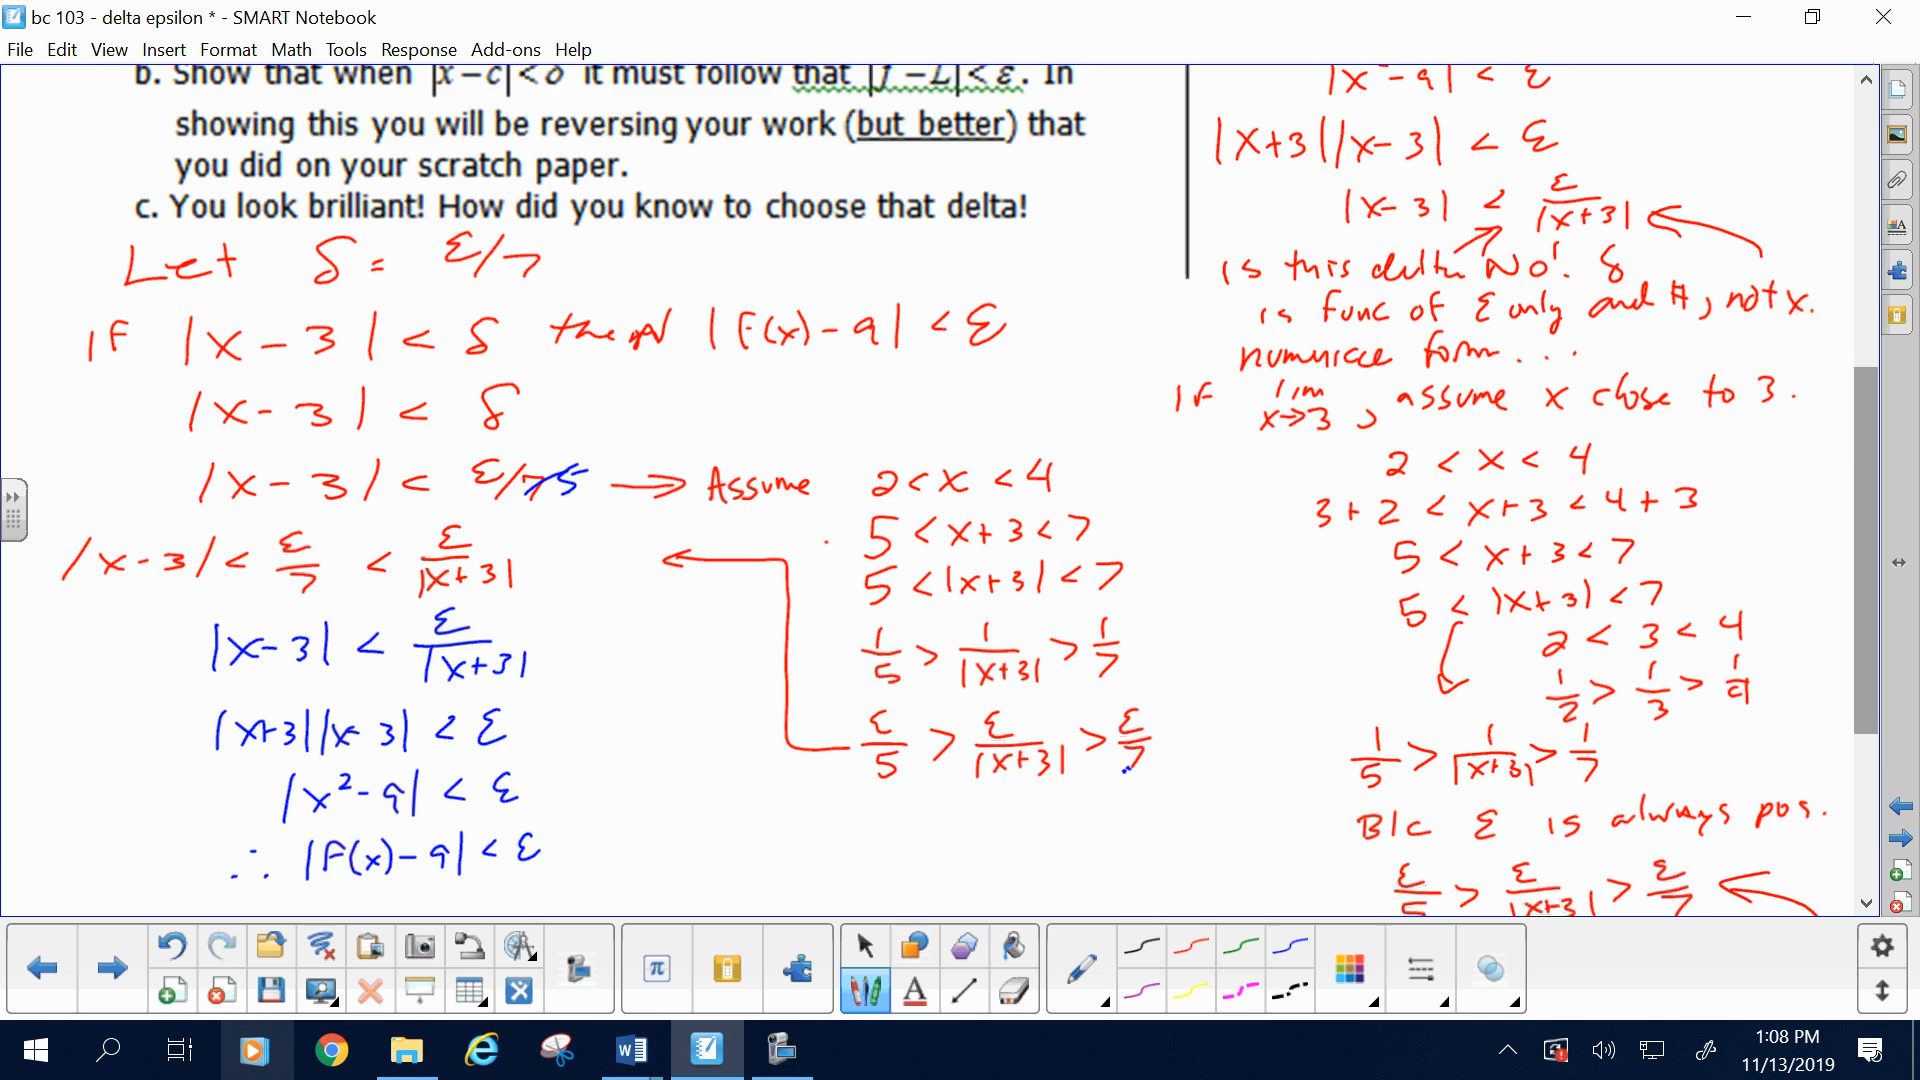 bc 103 - delta epsilon * - SMART Notebook
File Edit View Insert Format Math Tools Response Add-ons Help
b. Show that when |x-c|<δ it must follow that |f-L|<ε. In
showing this you will be reversing your work (but better) that
you did on your scratch paper.
c. You look brilliant! How did you know to choose that delta!
Let δ = ε/7
IF |x-3| < δ then |F(x)-9| < ε
|x-3| < δ
|x-3| < ε/7 5 → Assume 2 < x < 4
|x-3| < ε/7 < ε/|x+3|
|x-3| < ε/|x+3|
|x+3||x-3| < ε
|x²-9| < ε
∴ |F(x)-9| < ε
5 < x+3 < 7
5 < |x+3| < 7
1/5 > 1/|x+3| > 1/7
ε/5 > ε/|x+3| > ε/7
|x²-9| < ε
|x+3||x-3| < ε
|x-3| < ε/|x+3|
is this delta No! δ
is func of ε only and #, not x.
form ...
IF lim x→3, assume x close to 3.
2 < x < 4
3+2 < x+3 < 4+3
5 < x+3 < 7
5 < |x+3| < 7
2 < 3 < 4
1/2 > 1/3 > 1/4
1/5 > 1/|x+3| > 1/7
B/c ε is always pos.
ε/5 > ε/|x+3| > ε/7
π
A
1:08 PM
11/13/2019